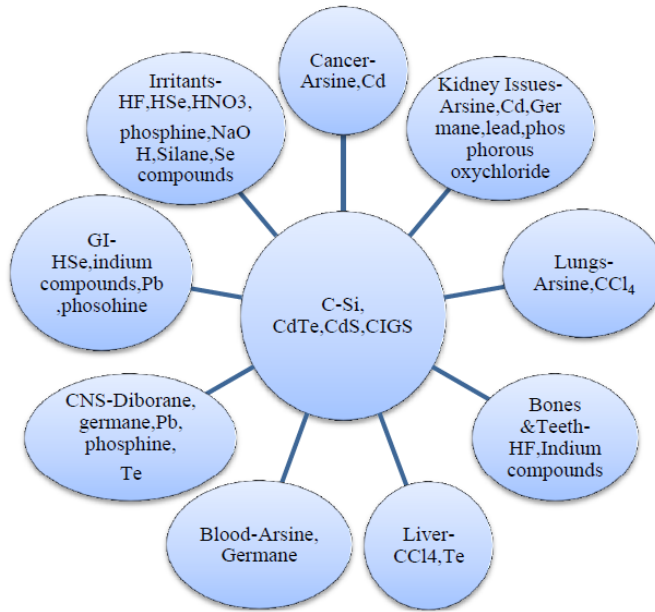 Cancer-
Arsine,Cd
Kidney Issues-
Arsine,Cd,Ger
mane,lead,phos
phorous
oxychloride
Lungs-
Arsine,CCl₄
Bones
&Teeth-
HF,Indium
compounds
Liver-
CCl4,Te
Blood-Arsine,
Germane
CNS-Diborane,
germane,Pb,
phosphine,
Te
GI-
HSe,indium
compounds,Pb
,phosohine
Irritants-
HF,HSe,HNO3,
phosphine,NaO
H,Silane,Se
compounds
C-Si,
CdTe,CdS,CIGS